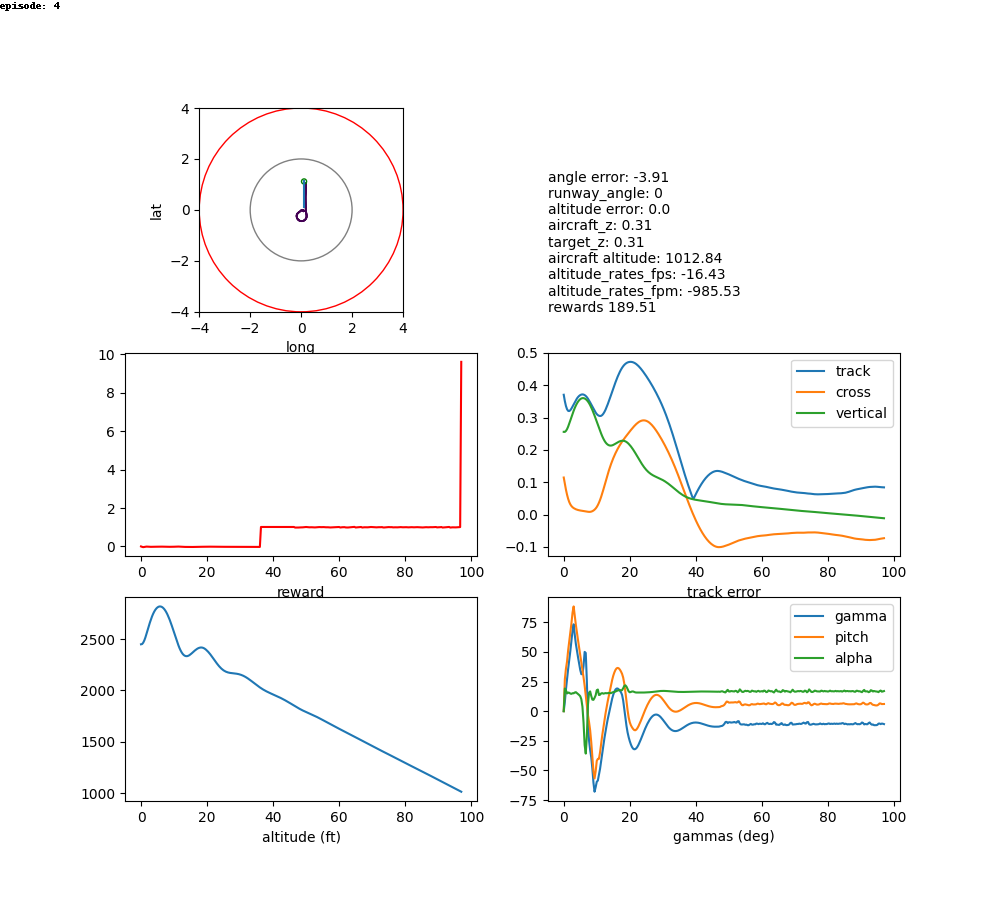 episode: 4
4
2
0
−2
−4
lat
−4 −2 0 2 4
long
angle error: -3.91
runway_angle: 0
altitude error: 0.0
aircraft_z: 0.31
target_z: 0.31
aircraft altitude: 1012.84
altitude_rates_fps: -16.43
altitude_rates_fpm: -985.53
rewards 189.51
10
8
6
4
2
0
0 20 40 60 80 100
reward
0.5
0.4
0.3
0.2
0.1
0.0
−0.1
track
cross
vertical
0 20 40 60 80 100
track error
2500
2000
1500
1000
0 20 40 60 80 100
altitude (ft)
75
50
25
0
−25
−50
−75
gamma
pitch
alpha
0 20 40 60 80 100
gammas (deg)